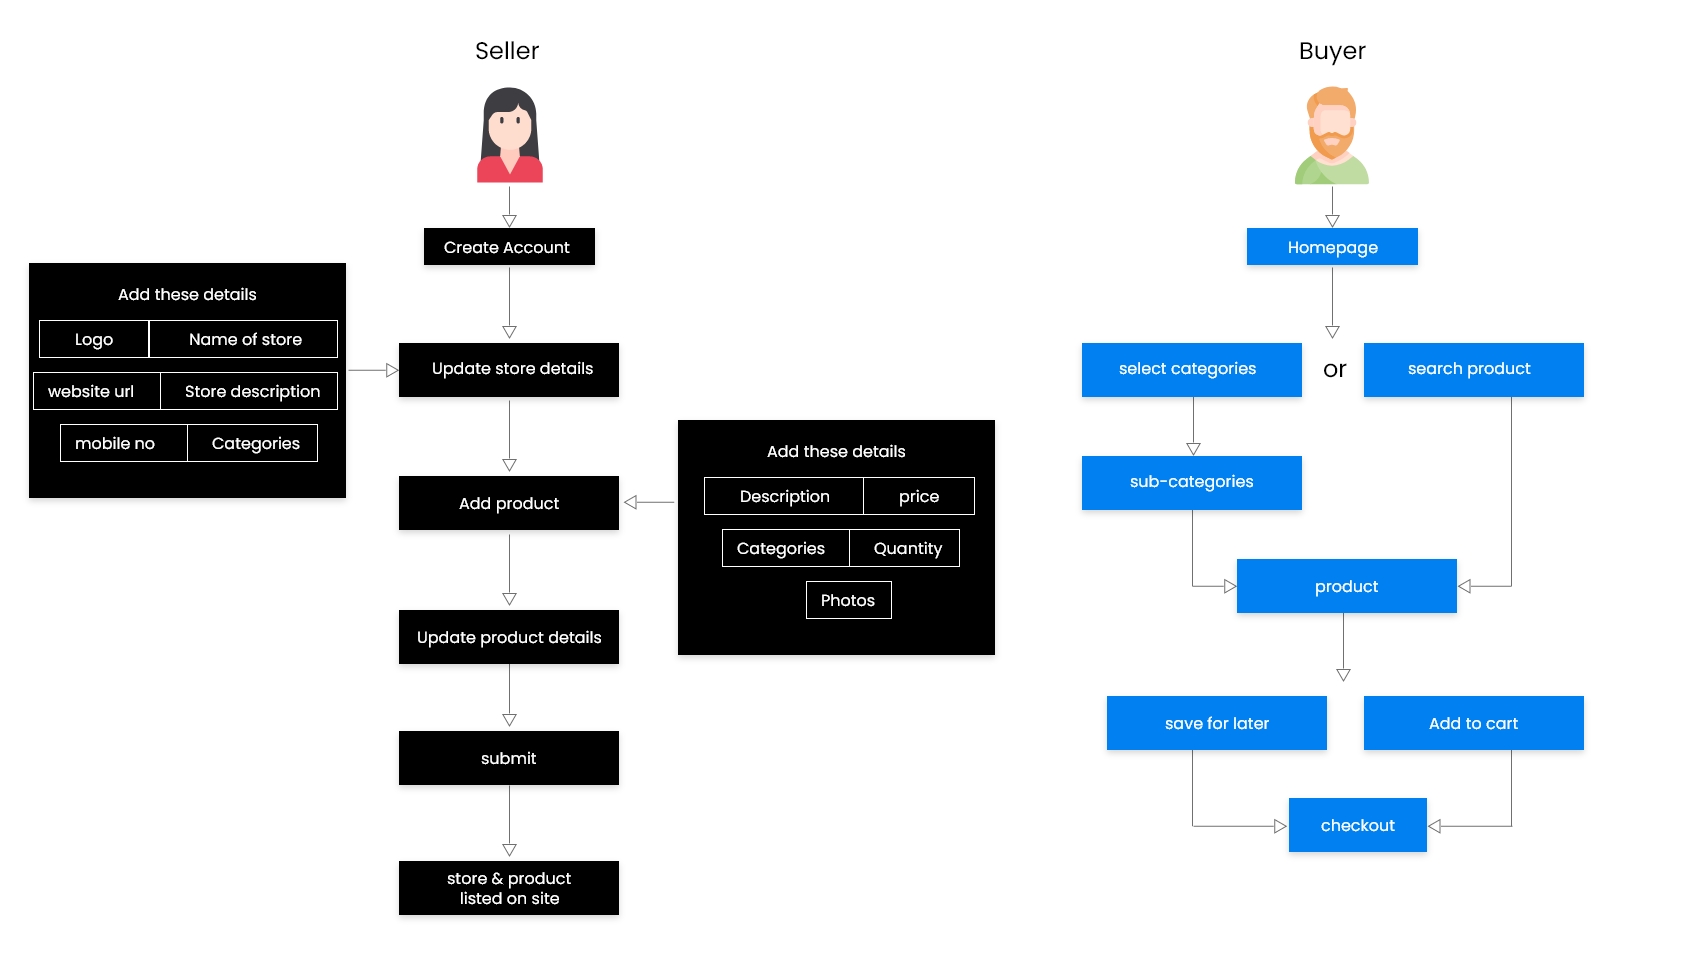 Seller
Create Account
Add these details
Logo
Name of store
website url
Store description
mobile no
Categories
Update store details
Add product
Add these details
Description
price
Categories
Quantity
Photos
Update product details
submit
store & product
listed on site
Buyer
Homepage
select categories
or
search product
sub-categories
product
save for later
Add to cart
checkout